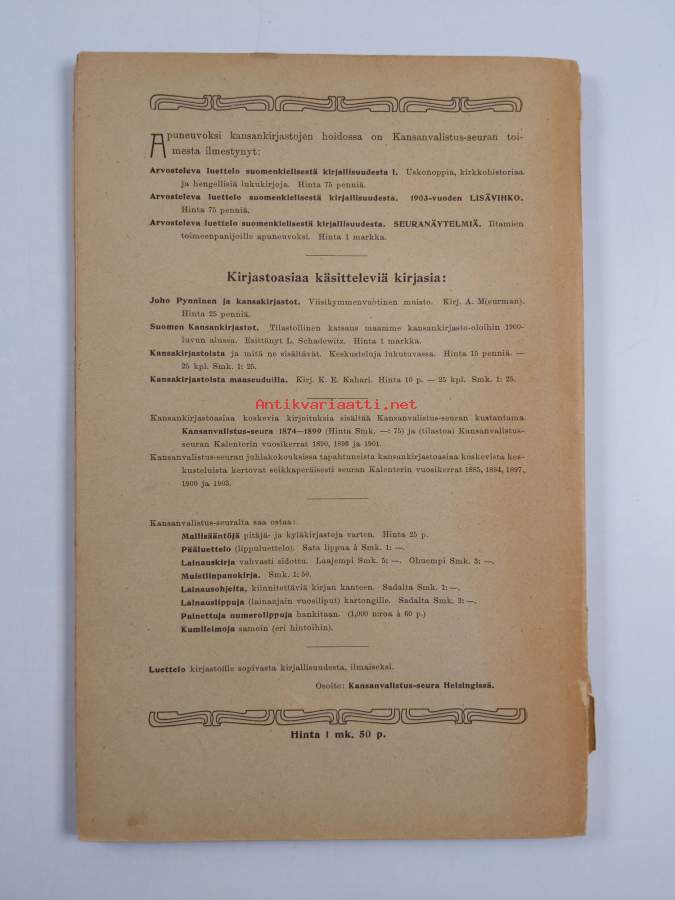 Apuneuvoksi kansankirjastojen hoidossa on Kansanvalistus-seuran toi-
mesta ilmestynyt:
Arvosteleva luettelo suomenkielisestä kirjallisuudesta I. Uskonoppia, kirkkohistoriaa
ja hengellisiä lukukirjoja. Hinta 75 penniä.
Arvosteleva luettelo suomenkielisestä kirjallisuudesta. 1903-vuoden LISÄVIHKO.
Hinta 75 penniä.
Arvosteleva luettelo suomenkielisestä kirjallisuudesta. SEURANÄYTELMIÄ. Iltamien
toimeenpanijoille apuneuvoksi. Hinta 1 markka.
Kirjastoasiaa käsitteleviä kirjasia:
Juho Pynninen ja kansakirjastot. Viisikymmenvuotinen muisto. Kirj. A. M(eurman).
Hinta 25 penniä.
Suomen Kansankirjastot. Tilastollinen katsaus maamme kansankirjasto-oloihin 1900-
luvun alussa. Esittänyt L. Schadewitz. Hinta 1 markka.
Kansakirjastoista ja mitä ne sisältävät. Keskusteluja lukutuvassa. Hinta 15 penniä. —
25 kpl. Smk. 1: 25.
Kansakirjastoista maaseuduilla. Kirj. K. E. Kahari. Hinta 10 p. — 25 kpl. Smk. 1: 25.
Antikvariaatti.net
Kansankirjastoasiaa koskevia kirjoituksia sisältää Kansanvalistus-seuran kustantama
Kansanvalistus-seura 1874—1899 (Hinta Smk. —: 75) ja (tilastoa) Kansanvalistus-
seuran Kalenterin vuosikerrat 1890, 1896 ja 1901.
Kansanvalistus-seuran juhlakokouksissa tapahtuneista kansankirjastoasiaa koskevista kes-
kusteluista kertovat seikkaperäisesti seuran Kalenterin vuosikerrat 1885, 1894, 1897,
1900 ja 1903.
Kansanvalistus-seuralta saa ostaa:
Mallisääntöjä pitäjä- ja kyläkirjastoja varten. Hinta 25 p.
Pääluettelo (lippuluettelo). Sata lippua à Smk. 1: —.
Lainauskirja vahvasti sidottu. Laajempi Smk. 5: —. Ohuempi Smk. 3: —.
Muistiinpanokirja. Smk. 1: 50.
Lainausohjeita, kiinnitettäviä kirjan kanteen. Sadalta Smk. 1: —.
Lainauslippuja (lainaajain vuosiliput) kartongille. Sadalta Smk. 3: —.
Painettuja numerolippuja hankitaan. (1,000 n:roa à 60 p.)
Kumileimoja samoin (eri hintoihin).
Luettelo kirjastoille sopivasta kirjallisuudesta, ilmaiseksi.
Osoite: Kansanvalistus-seura Helsingissä.
Hinta 1 mk. 50 p.